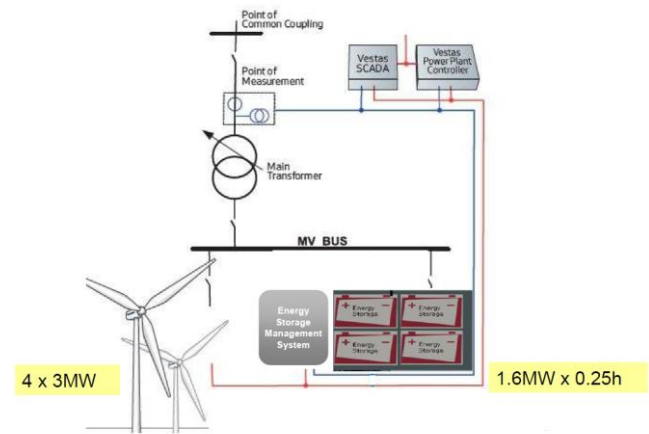 Point of
Common Coupling
Vestas
SCADA
Vestas
Power Plant
Controller
Point of
Measurement
Main
Transformer
MV BUS
Energy
Storage
Management
System
+ Energy Storage −
+ Energy Storage −
+ Energy Storage −
+ Energy Storage −
4 x 3MW
1.6MW x 0.25h